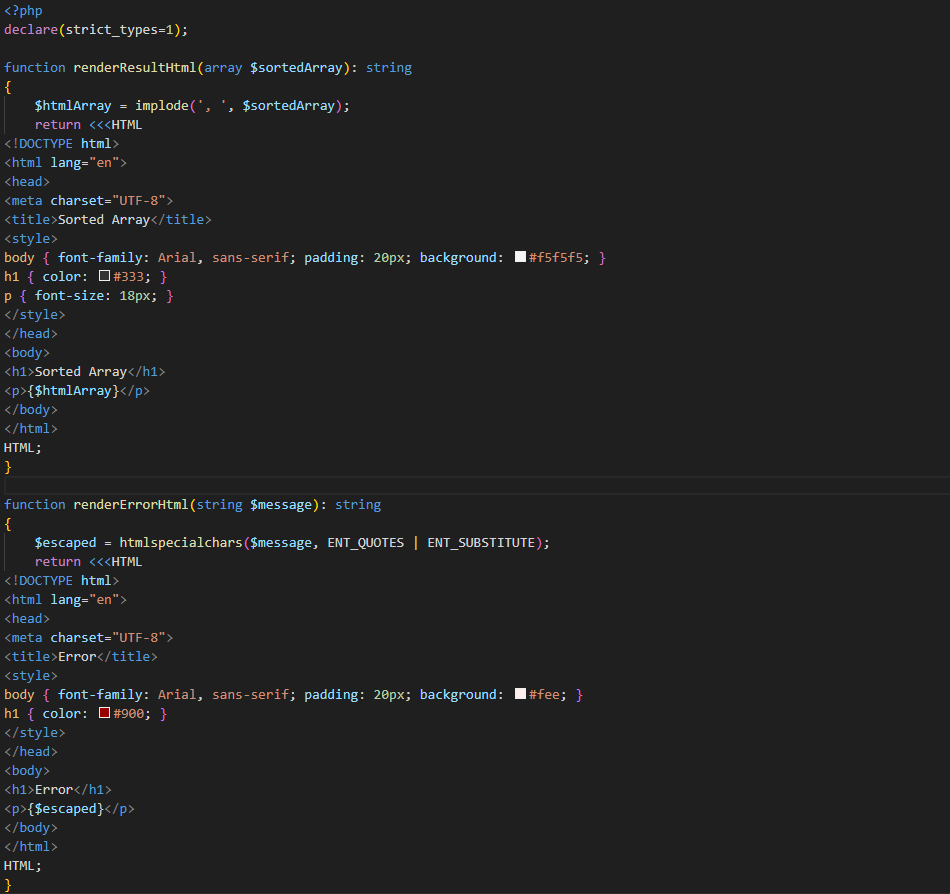 <?php
declare(strict_types=1);

function renderResultHtml(array $sortedArray): string
{
    $htmlArray = implode(', ', $sortedArray);
    return <<<HTML
<!DOCTYPE html>
<html lang="en">
<head>
<meta charset="UTF-8">
<title>Sorted Array</title>
<style>
body { font-family: Arial, sans-serif; padding: 20px; background: #f5f5f5; }
h1 { color: #333; }
p { font-size: 18px; }
</style>
</head>
<body>
<h1>Sorted Array</h1>
<p>{$htmlArray}</p>
</body>
</html>
HTML;
}

function renderErrorHtml(string $message): string
{
    $escaped = htmlspecialchars($message, ENT_QUOTES | ENT_SUBSTITUTE);
    return <<<HTML
<!DOCTYPE html>
<html lang="en">
<head>
<meta charset="UTF-8">
<title>Error</title>
<style>
body { font-family: Arial, sans-serif; padding: 20px; background: #fee; }
h1 { color: #900; }
</style>
</head>
<body>
<h1>Error</h1>
<p>{$escaped}</p>
</body>
</html>
HTML;
}